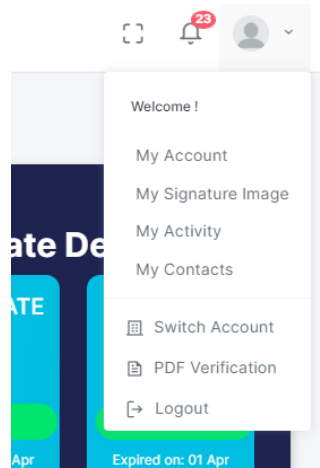 23
Welcome !
My Account
My Signature Image
My Activity
My Contacts
Switch Account
PDF Verification
Logout
ate De
ATE
Apr
Expired on: 01 Apr